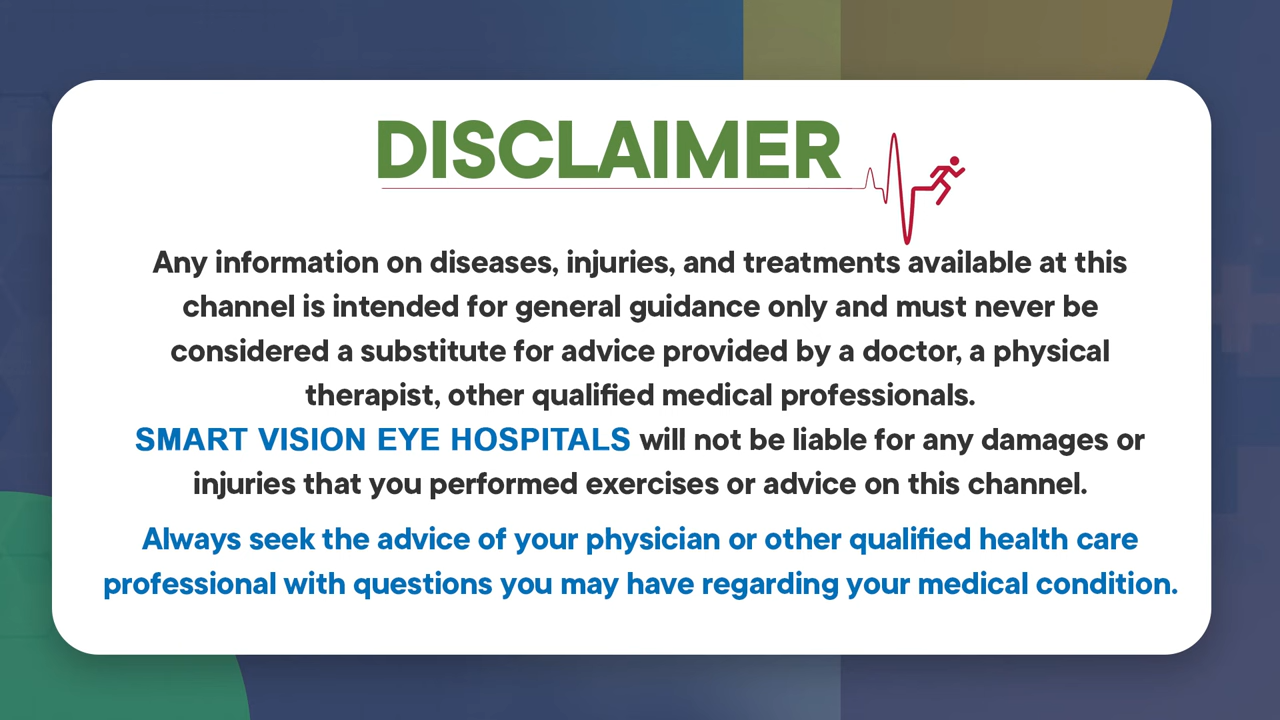 DISCLAIMER
Any information on diseases, injuries, and treatments available at this
channel is intended for general guidance only and must never be
considered a substitute for advice provided by a doctor, a physical
therapist, other qualified medical professionals.
SMART VISION EYE HOSPITALS will not be liable for any damages or
injuries that you performed exercises or advice on this channel.
Always seek the advice of your physician or other qualified health care
professional with questions you may have regarding your medical condition.